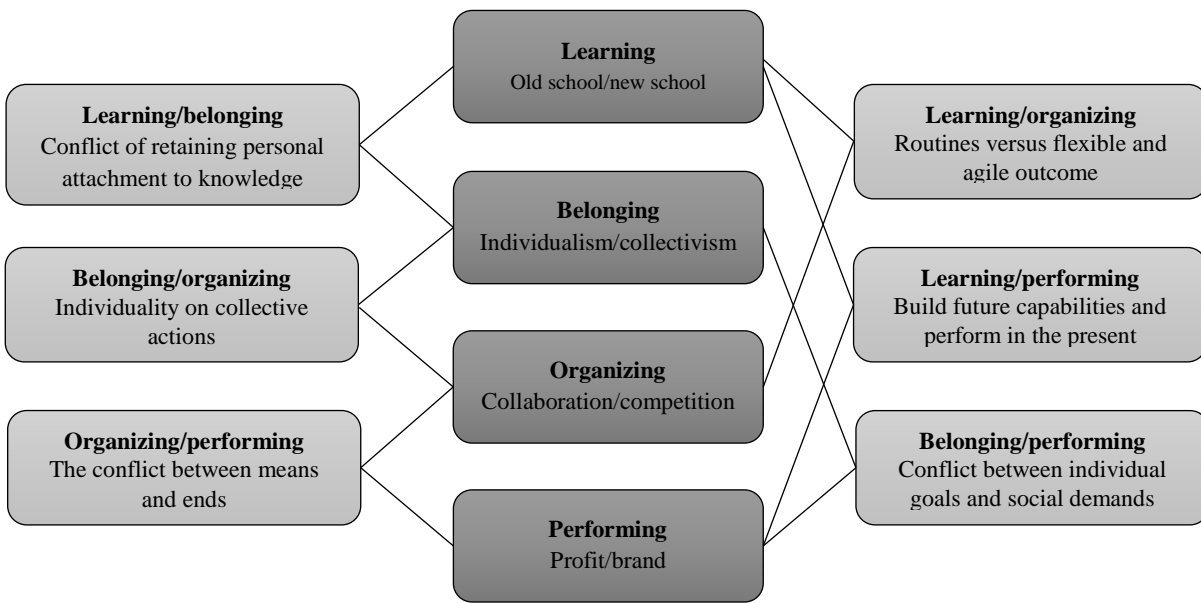 Learning/belonging
Conflict of retaining personal
attachment to knowledge
Belonging/organizing
Individuality on collective
actions
Organizing/performing
The conflict between means
and ends
Learning
Old school/new school
Belonging
Individualism/collectivism
Organizing
Collaboration/competition
Performing
Profit/brand
Learning/organizing
Routines versus flexible and
agile outcome
Learning/performing
Build future capabilities and
perform in the present
Belonging/performing
Conflict between individual
goals and social demands